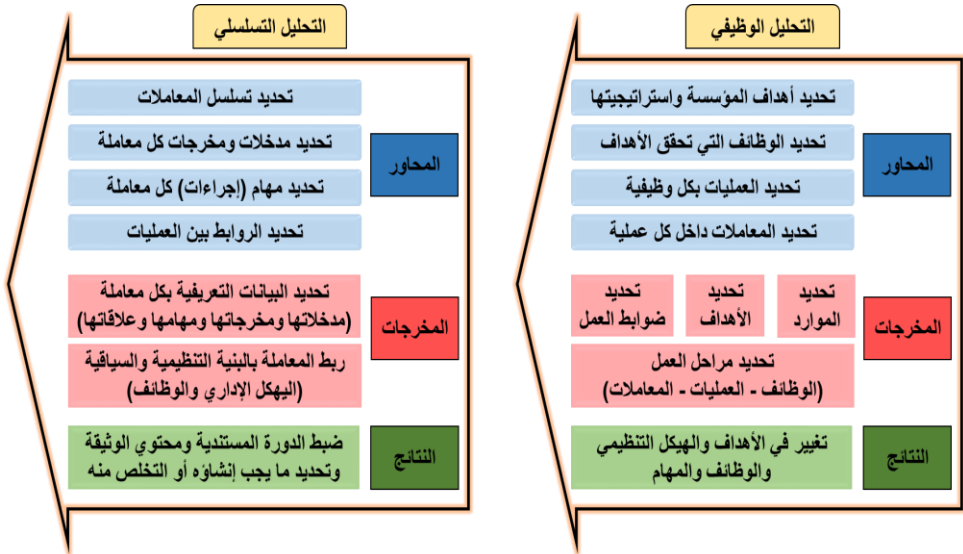 التحليل الوظيفي
المحاور
تحديد أهداف المؤسسة واستراتيجيتها
تحديد الوظائف التي تحقق الأهداف
تحديد العمليات بكل وظيفية
تحديد المعاملات داخل كل عملية
المخرجات
تحديد
الموارد
تحديد
الأهداف
تحديد
ضوابط العمل
تحديد مراحل العمل
(الوظائف - العمليات - المعاملات)
النتائج
تغيير في الأهداف والهيكل التنظيمي
والوظائف والمهام
التحليل التسلسلي
المحاور
تحديد تسلسل المعاملات
تحديد مدخلات ومخرجات كل معاملة
تحديد مهام (إجراءات) كل معاملة
تحديد الروابط بين العمليات
المخرجات
تحديد البيانات التعريفية بكل معاملة
(مدخلاتها ومخرجاتها ومهامها وعلاقاتها)
ربط المعاملة بالبنية التنظيمية والسياقية
(اليهكل الإداري والوظائف)
النتائج
ضبط الدورة المستندية ومحتوي الوثيقة
وتحديد ما يجب إنشاؤه أو التخلص منه